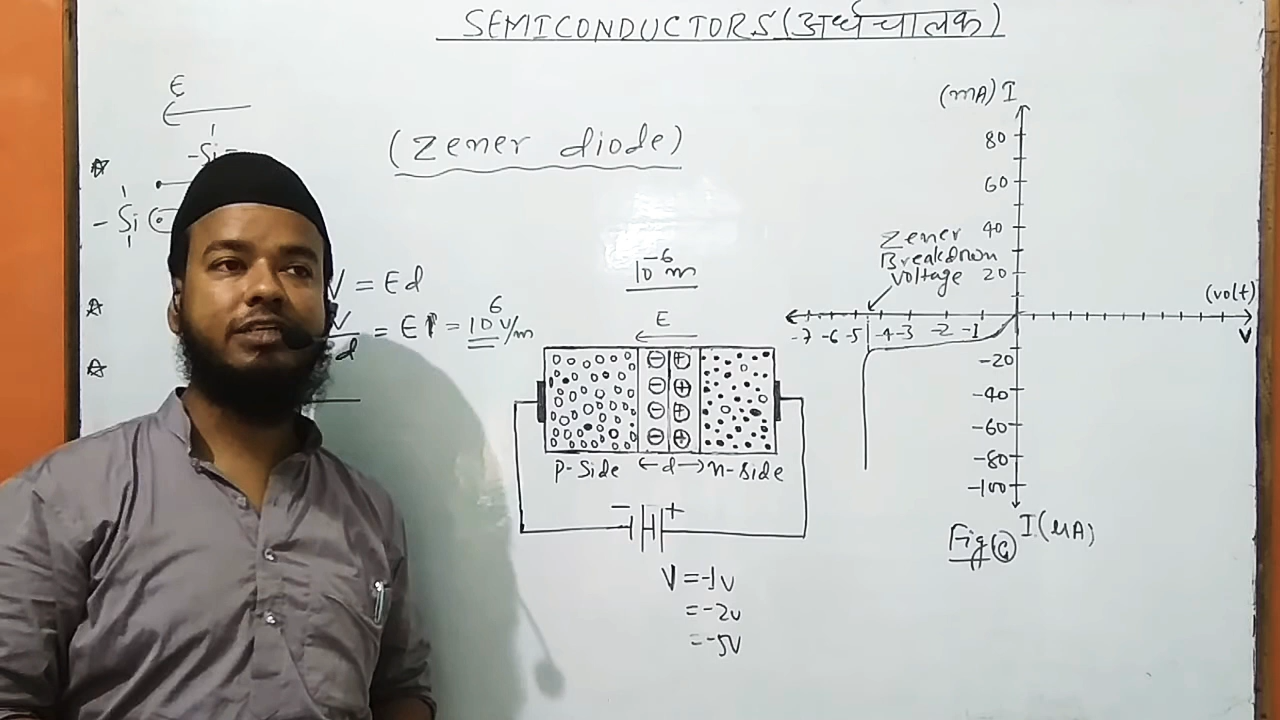 SEMICONDUCTORS (अर्धचालक)
E
-Si-
- Si
(Zener diode)
V = Ed
V/d = E = 10⁶ V/m
10⁻⁶ m
E
P-Side
←d→
n-side
- +
V = -1V
= -2V
= -5V
(mA) I
80
60
40
20
Zener
Breakdown
Voltage
(volt)
V
-7 -6 -5 -4 -3 -2 -1
-20
-40
-60
-80
-100
I (μA)
Fig